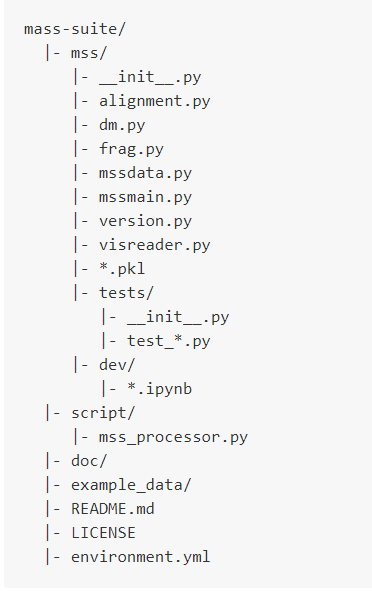 mass-suite/
|- mss/
|- __init__.py
|- alignment.py
|- dm.py
|- frag.py
|- mssdata.py
|- mssmain.py
|- version.py
|- visreader.py
|- *.pkl
|- tests/
|- __init__.py
|- test_*.py
|- dev/
|- *.ipynb
|- script/
|- mss_processor.py
|- doc/
|- example_data/
|- README.md
|- LICENSE
|- environment.yml